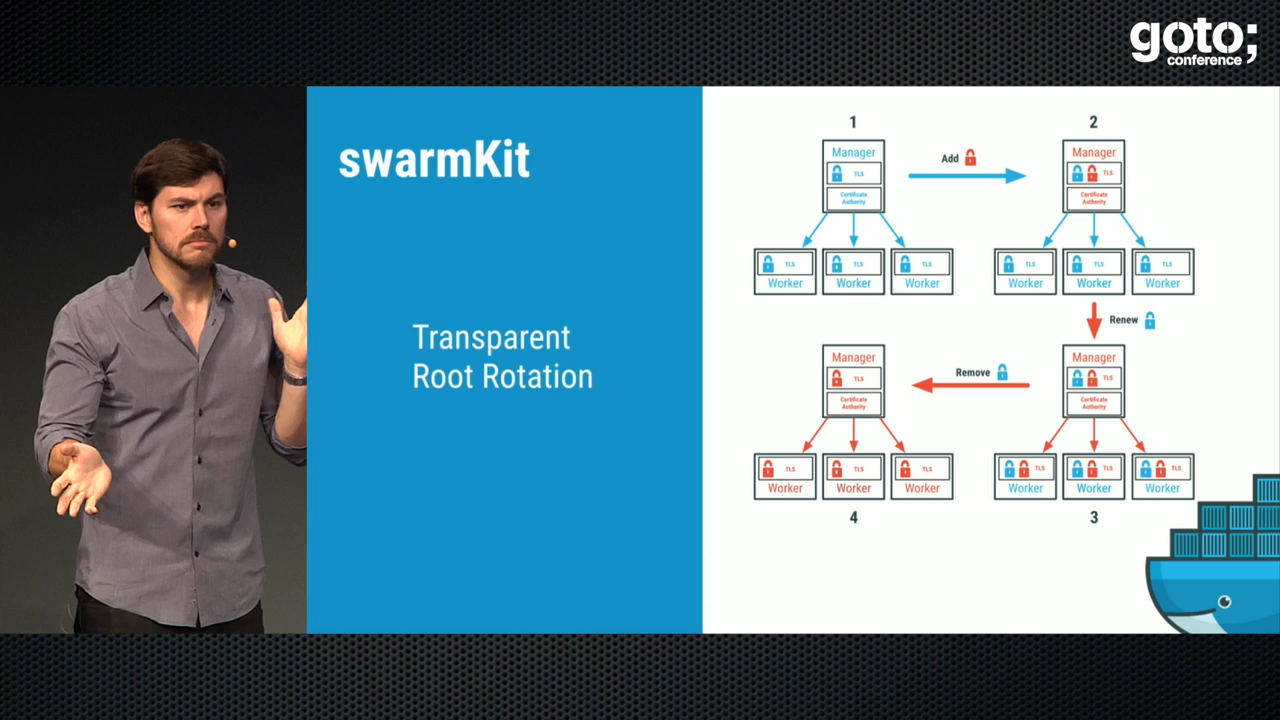 goto;
conference
swarmKit
Transparent
Root Rotation
1
Manager
TLS
Certificate
Authority
TLS
Worker
TLS
Worker
TLS
Worker
Add
2
Manager
TLS
Certificate
Authority
TLS
Worker
TLS
Worker
TLS
Worker
Renew
Manager
TLS
Certificate
Authority
TLS
Worker
TLS
Worker
TLS
Worker
4
Remove
Manager
TLS
Certificate
Authority
TLS
Worker
TLS
Worker
TLS
Worker
3